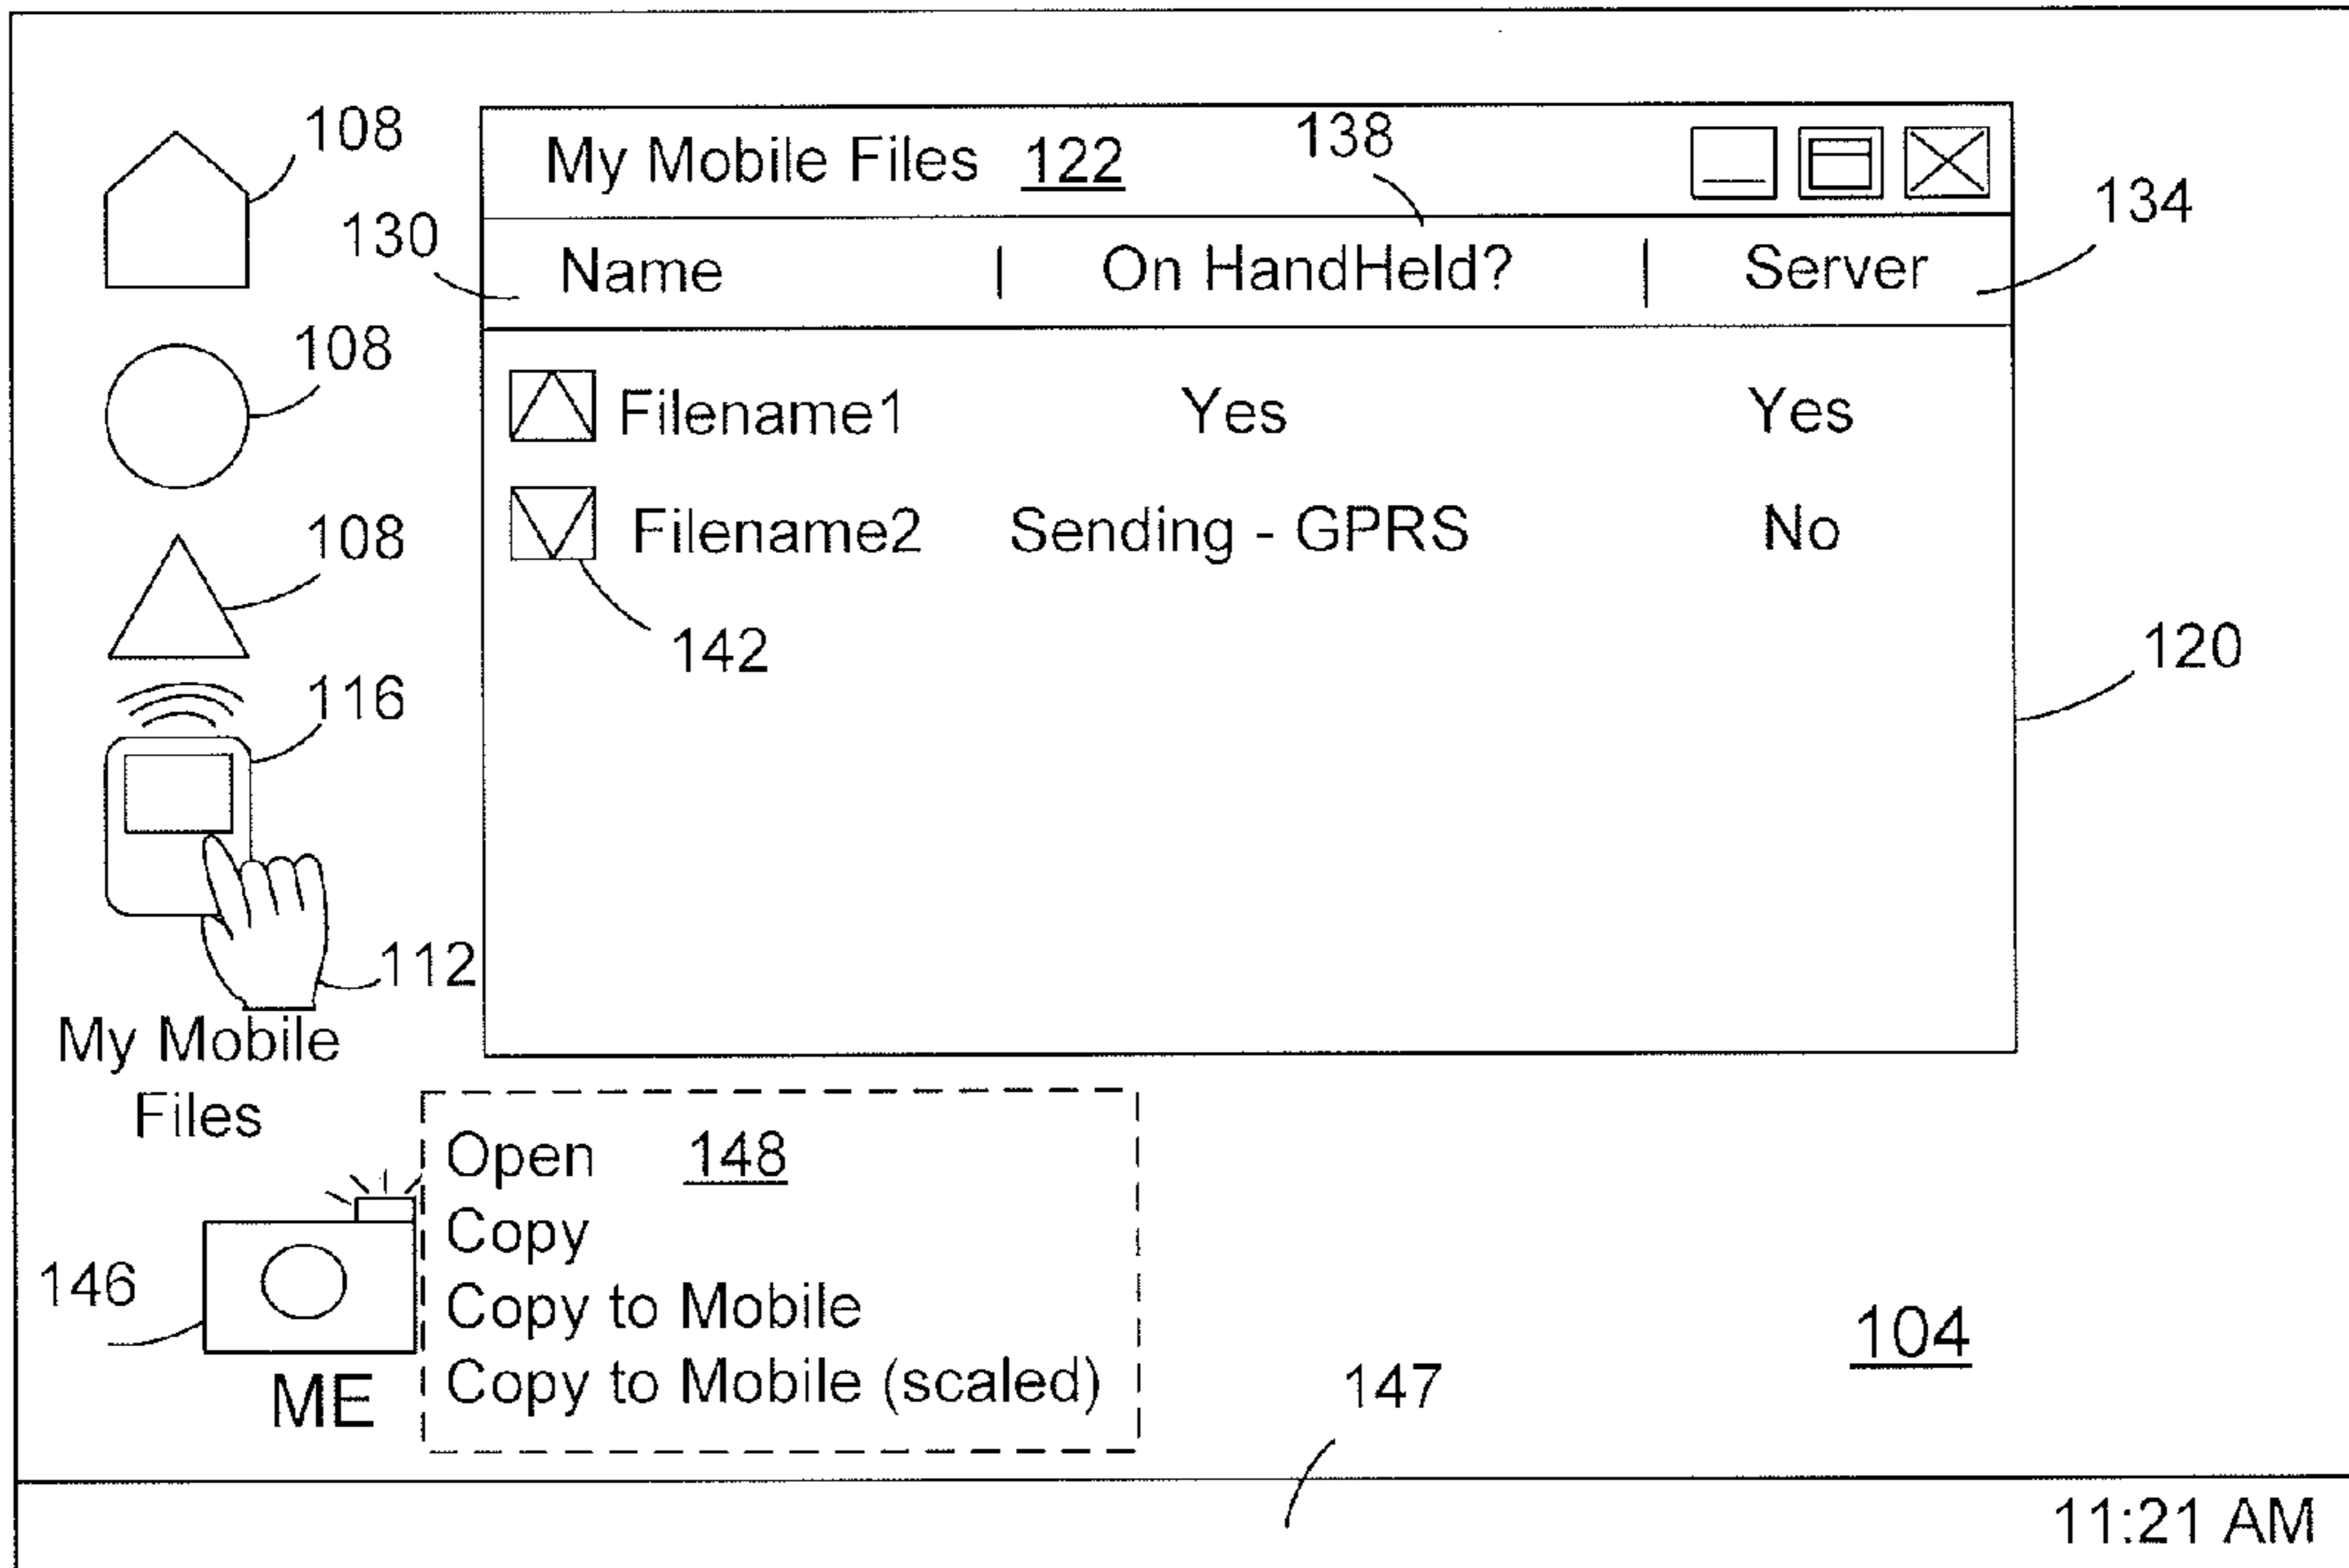 108
138
My Mobile Files 122
134
130
Name | On HandHeld? | Server
108
Filename1 Yes Yes
108
Filename2 Sending - GPRS No
142
120
116
112
My Mobile
Files
Open 148
Copy
146
Copy to Mobile
104
ME
Copy to Mobile (scaled)
147
11:21 AM